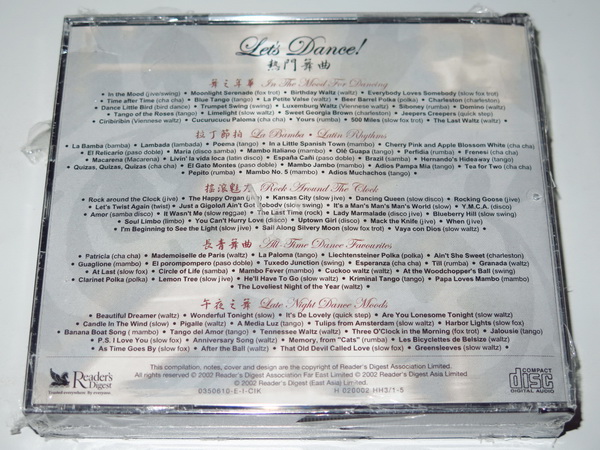 Let's Dance!
熱門舞曲
舞之年華 In The Mood For Dancing
• In the Mood (jive/swing) • Moonlight Serenade (fox trot) • Birthday Waltz (waltz) • Everybody Loves Somebody (slow fox trot)
• Time after Time (cha cha) • Blue Tango (tango) • La Petite Valse (waltz) • Beer Barrel Polka (polka) • Charleston (charleston)
• Dance Little Bird (bird dance) • Trumpet Swing (swing) • Luxemburg Waltz (Viennese waltz) • Siboney (rumba) • Domino (waltz)
• Tango of the Roses (tango) • Limelight (slow waltz) • Sweet Georgia Brown (charleston) • Jeepers Creepers (quick step)
• Ciribiribim (Viennese waltz) • Cucurrucucu Paloma (cha cha) • Yours (rumba) • 500 Miles (slow fox trot) • The Last Waltz (waltz)
拉丁節拍 La Bamba • Latin Rhythms
• La Bamba (samba) • Lambada (lambada) • Poema (tango) • In a Little Spanish Town (mambo) • Cherry Pink and Apple Blossom White (cha cha)
• El Relicario (paso doble) • Maria (disco samba) • Mambo Italiano (mambo) • Olé Guapa (tango) • Perfidia (rumba) • Frenesi (cha cha)
• Macarena (Macarena) • Livin' la vida loca (latin disco) • España Cañi (paso doble) • Brazil (samba) • Hernando's Hideaway (tango)
• Quizas, Quizas, Quizas (cha cha) • El Gato Montes (paso doble) • Mambo Jambo (mambo) • Adios Pampa Mia (tango) • Tea for Two (cha cha)
• Pepito (rumba) • Mambo No. 5 (mambo) • Adios Muchachos (tango)
搖滾魅力 Rock Around The Clock
• Rock around the Clock (jive) • The Happy Organ (jive) • Kansas City (slow jive) • Dancing Queen (slow disco) • Rocking Goose (jive)
• Let's Twist Again (twist) • Just a Gigolo/I Ain't Got Nobody (slow swing) • It's a Man's Man's Man's World (slow) • Y.M.C.A. (disco)
• Amor (samba disco) • It Wasn't Me (slow reggae) • The Last Time (rock) • Lady Marmalade (disco jive) • Blueberry Hill (slow swing)
• Soul Limbo (limbo) • You Can't Hurry Love (disco) • Uptown Girl (disco) • Mack the Knife (jive) • When (jive)
• I'm Beginning to See the Light (jive) • Sail Along Silvery Moon (slow fox trot) • Vaya con Dios (slow waltz)
長青舞曲 All-Time Dance Favourites
• Patricia (cha cha) • Mademoiselle de Paris (waltz) • La Paloma (tango) • Liechtensteiner Polka (polka) • Ain't She Sweet (charleston)
• Guaglione (mambo) • El porompompero (paso doble) • Tuxedo Junction (swing) • Esperanza (cha cha) • Till (rumba) • Granada (waltz)
• At Last (slow fox) • Circle of Life (samba) • Mambo Fever (mambo) • Cuckoo waltz (waltz) • At the Woodchopper's Ball (swing)
• Clarinet Polka (polka) • Lemon Tree (slow jive) • He'll Have to Go (slow waltz) • Kriminal Tango (tango) • Papa Loves Mambo (mambo)
• The Loveliest Night of the Year (waltz)
午夜之舞 Late Night Dance Moods
• Beautiful Dreamer (waltz) • Wonderful Tonight (slow) • It's De Lovely (quick step) • Are You Lonesome Tonight (slow waltz)
• Candle In The Wind (slow) • Pigalle (waltz) • A Media Luz (tango) • Tulips from Amsterdam (slow waltz) • Harbor Lights (slow fox)
• Banana Boat Song (mambo) • Tango del Amor (tango) • Tennessee Waltz (waltz) • Three O'Clock in the Morning (fox trot) • Jalousie (tango)
• P.S. I Love You (slow fox) • Anniversary Song (waltz) • Memory, from "Cats" (rumba) • Les Bicyclettes de Belsize (waltz)
• As Time Goes By (slow fox) • After the Ball (waltz) • That Old Devil Called Love (slow fox) • Greensleeves (slow waltz)
Reader's Digest
Sound everywhere. By everyone.
This compilation, notes, cover and design are the copyright of Reader's Digest Association Limited.
All rights reserved © 2002 Reader's Digest Association Far East Limited © 2002 Reader's Digest Asia Limited
© 2002 Reader's Digest (East Asia) Limited.
0350610-E-I-CIK H 020002 HH3/1-5
COMPACT disc DIGITAL AUDIO